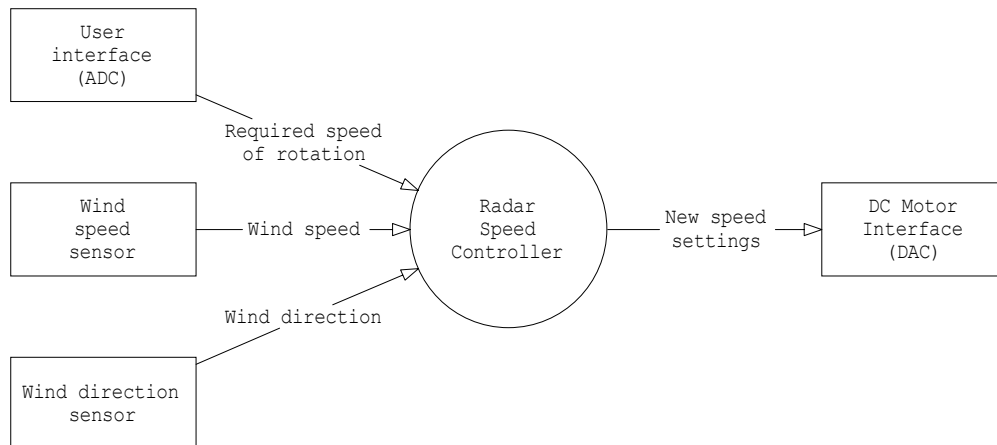 User
interface
(ADC)
Required speed
of rotation
Wind
speed
sensor
Wind speed
Radar
Speed
Controller
New speed
settings
DC Motor
Interface
(DAC)
Wind direction
Wind direction
sensor